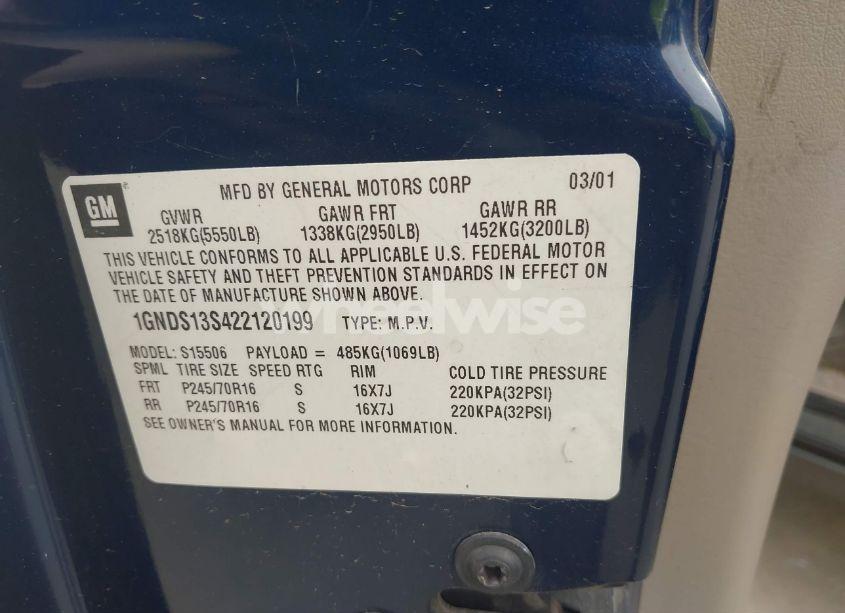 GM
MFD BY GENERAL MOTORS CORP 03/01
GVWR GAWR FRT GAWR RR
2518KG(5550LB) 1338KG(2950LB) 1452KG(3200LB)
THIS VEHICLE CONFORMS TO ALL APPLICABLE U.S. FEDERAL MOTOR
VEHICLE SAFETY AND THEFT PREVENTION STANDARDS IN EFFECT ON
THE DATE OF MANUFACTURE SHOWN ABOVE.
1GNDS13S422120199 TYPE: M.P.V.
wheelwise
MODEL: S15506 PAYLOAD = 485KG(1069LB)
SPML TIRE SIZE SPEED RTG RIM COLD TIRE PRESSURE
FRT P245/70R16 S 16X7J 220KPA(32PSI)
RR P245/70R16 S 16X7J 220KPA(32PSI)
SEE OWNER'S MANUAL FOR MORE INFORMATION.